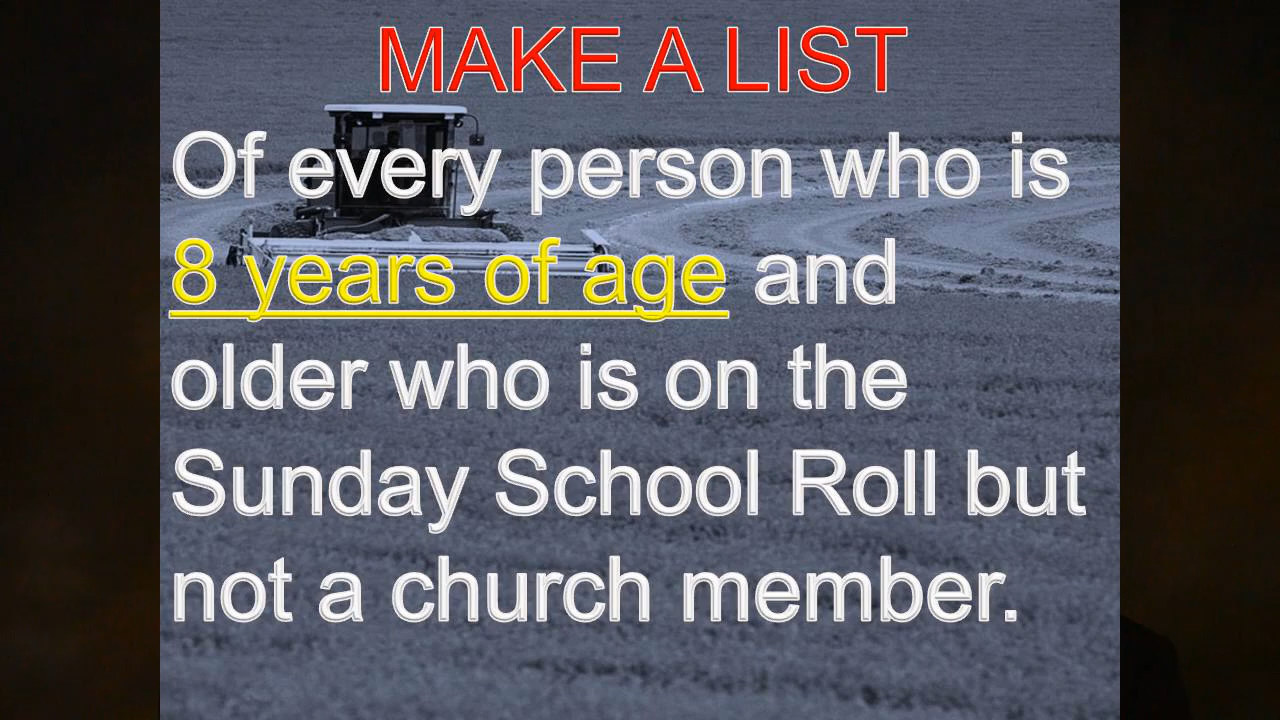 MAKE A LIST
Of every person who is
8 years of age and
older who is on the
Sunday School Roll but
not a church member.